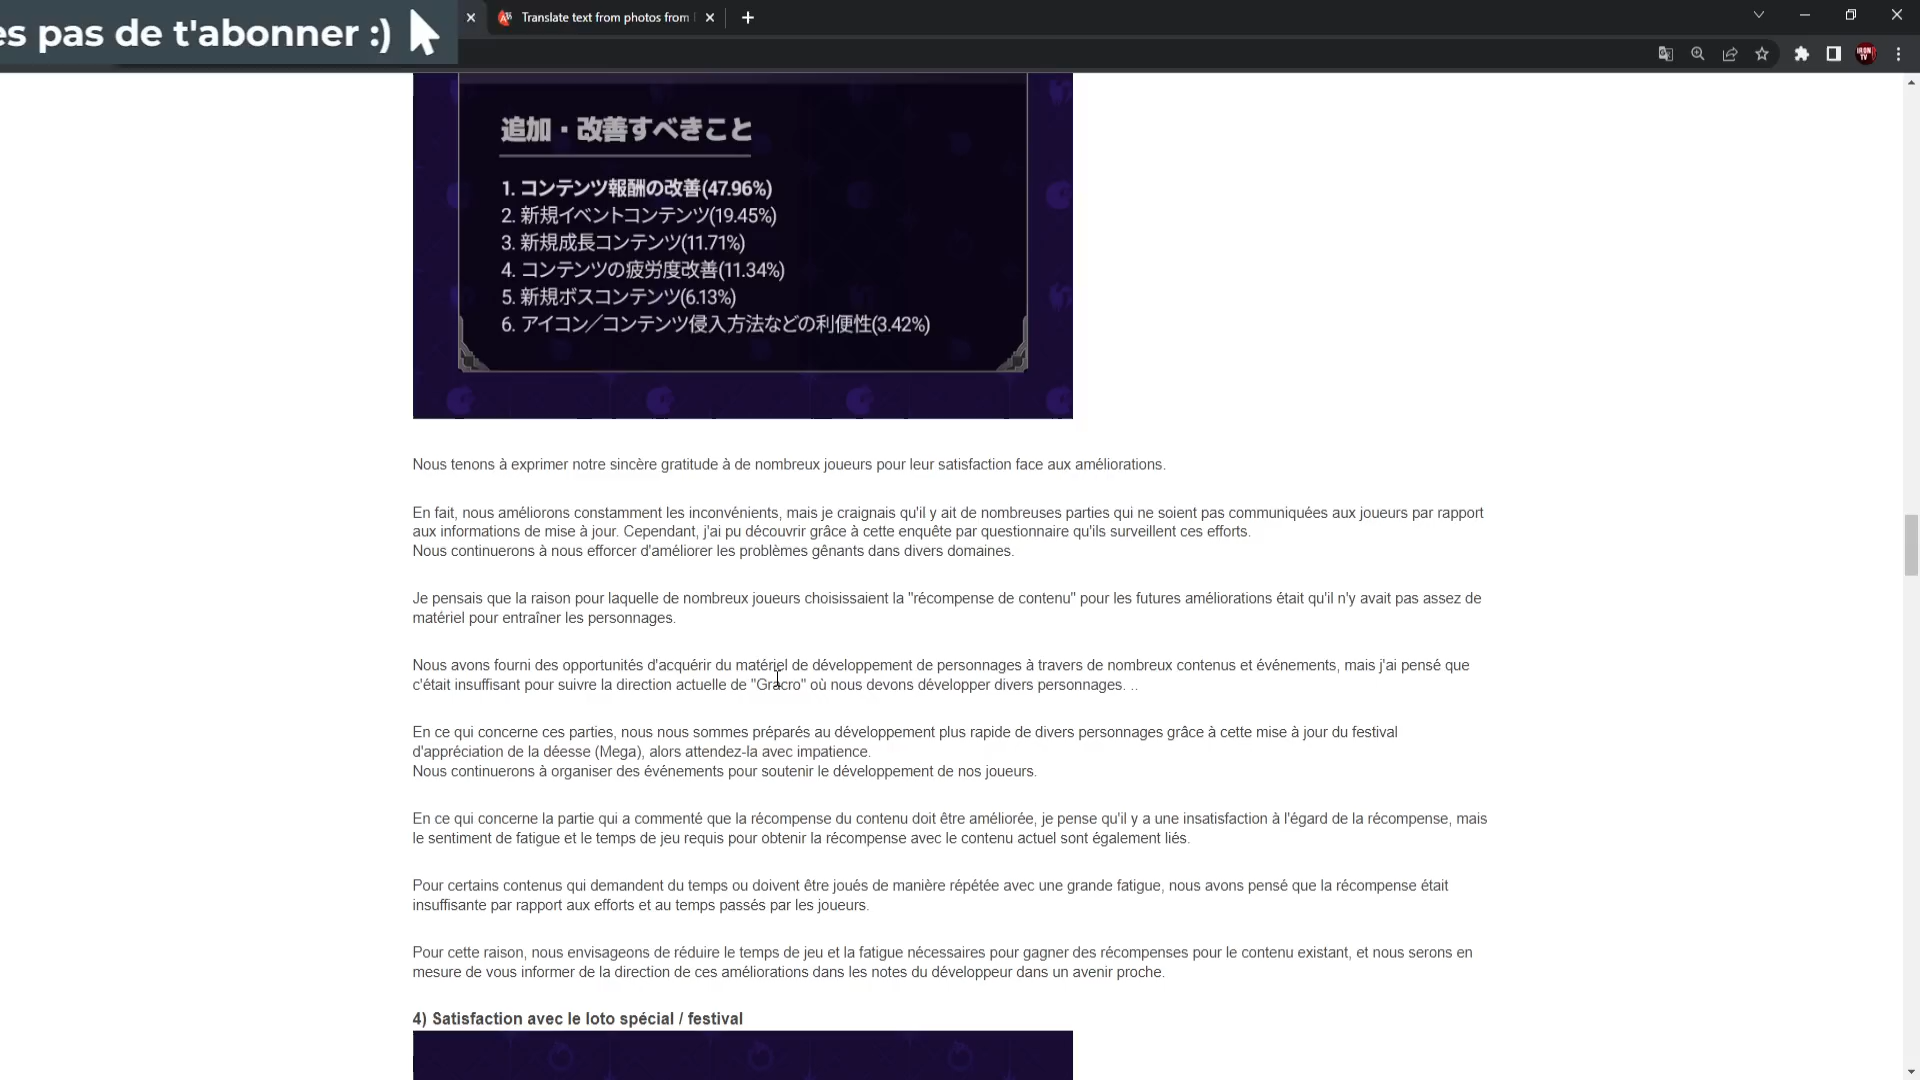 es pas de t'abonner :)
Translate text from photos from
追加・改善すべきこと
1. コンテンツ報酬の改善(47.96%)
2. 新規イベントコンテンツ(19.45%)
3. 新規成長コンテンツ(11.71%)
4. コンテンツの疲労度改善(11.34%)
5. 新規ボスコンテンツ(6.13%)
6. アイコン／コンテンツ侵入方法などの利便性(3.42%)
Nous tenons à exprimer notre sincère gratitude à de nombreux joueurs pour leur satisfaction face aux améliorations.
En fait, nous améliorons constamment les inconvénients, mais je craignais qu'il y ait de nombreuses parties qui ne soient pas communiquées aux joueurs par rapport
aux informations de mise à jour. Cependant, j'ai pu découvrir grâce à cette enquête par questionnaire qu'ils surveillent ces efforts.
Nous continuerons à nous efforcer d'améliorer les problèmes gênants dans divers domaines.
Je pensais que la raison pour laquelle de nombreux joueurs choisissaient la "récompense de contenu" pour les futures améliorations était qu'il n'y avait pas assez de
matériel pour entraîner les personnages.
Nous avons fourni des opportunités d'acquérir du matériel de développement de personnages à travers de nombreux contenus et événements, mais j'ai pensé que
c'était insuffisant pour suivre la direction actuelle de "Gracro" où nous devons développer divers personnages. ..
En ce qui concerne ces parties, nous nous sommes préparés au développement plus rapide de divers personnages grâce à cette mise à jour du festival
d'appréciation de la déesse (Mega), alors attendez-la avec impatience.
Nous continuerons à organiser des événements pour soutenir le développement de nos joueurs.
En ce qui concerne la partie qui a commenté que la récompense du contenu doit être améliorée, je pense qu'il y a une insatisfaction à l'égard de la récompense, mais
le sentiment de fatigue et le temps de jeu requis pour obtenir la récompense avec le contenu actuel sont également liés.
Pour certains contenus qui demandent du temps ou doivent être joués de manière répétée avec une grande fatigue, nous avons pensé que la récompense était
insuffisante par rapport aux efforts et au temps passés par les joueurs.
Pour cette raison, nous envisageons de réduire le temps de jeu et la fatigue nécessaires pour gagner des récompenses pour le contenu existant, et nous serons en
mesure de vous informer de la direction de ces améliorations dans les notes du développeur dans un avenir proche.
4) Satisfaction avec le loto spécial / festival